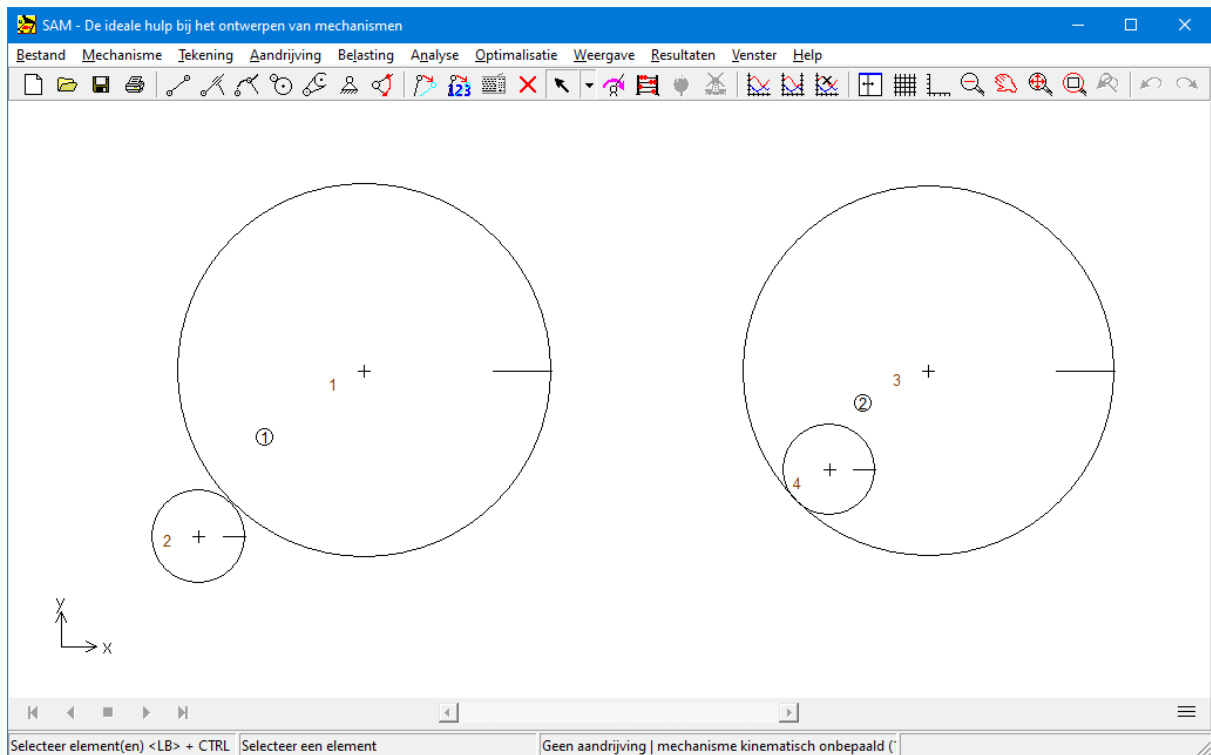 SAM - De ideale hulp bij het ontwerpen van mechanismen
Bestand Mechanisme Tekening Aandrijving Belasting Analyse Optimalisatie Weergave Resultaten Venster Help
123
1
1
2
3
2
4
y
x
Selecteer element(en) <LB> + CTRL Selecteer een element Geen aandrijving | mechanisme kinematisch onbepaald (